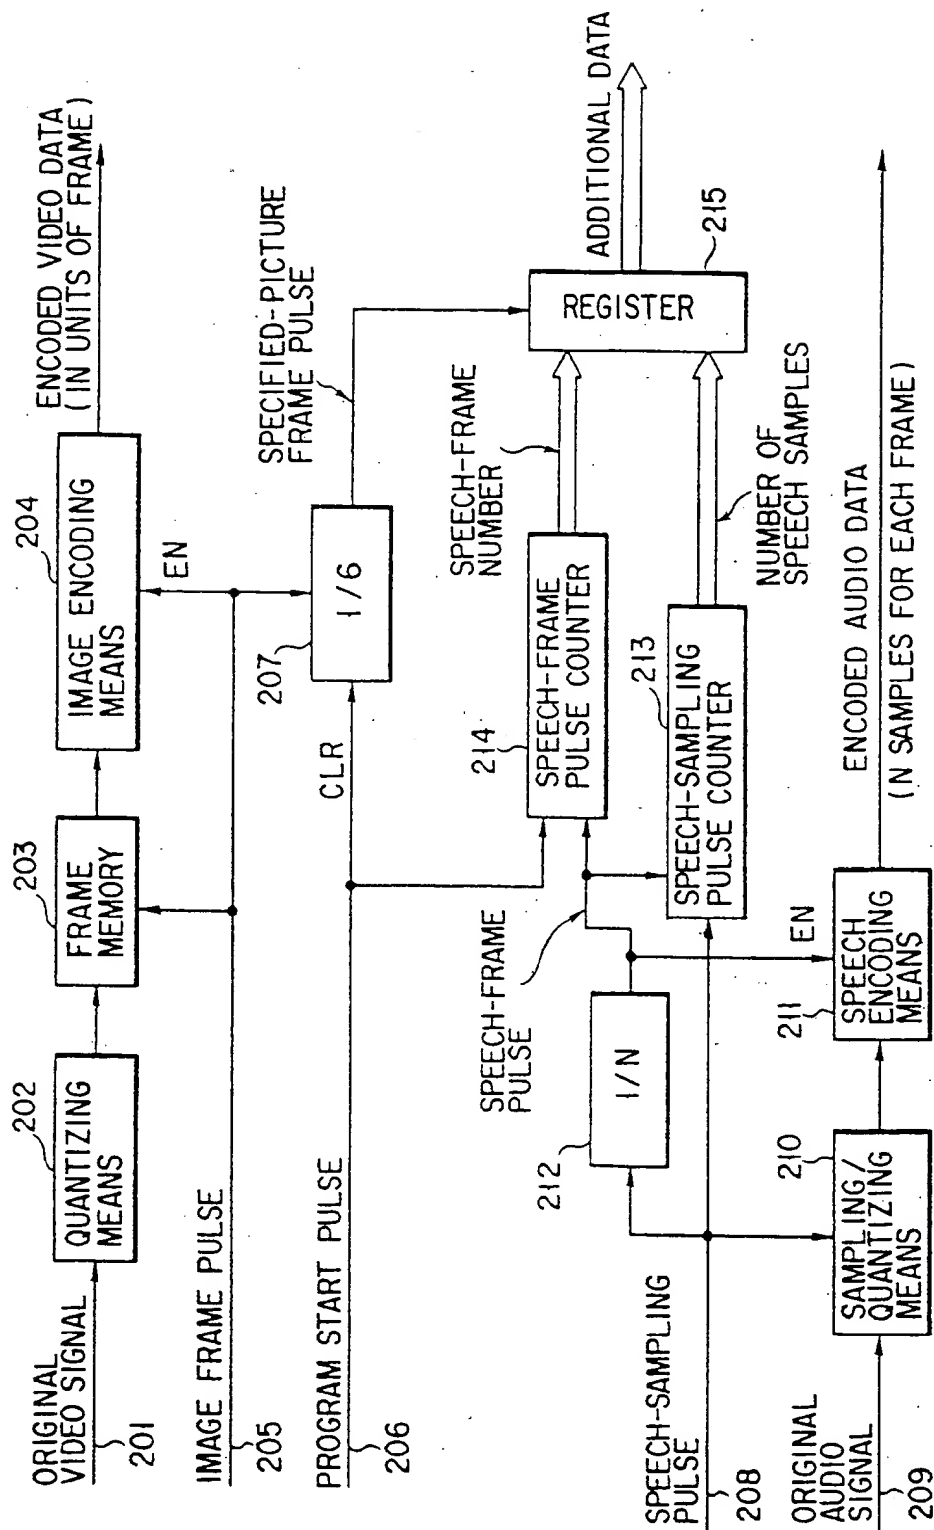 ORIGINAL
VIDEO SIGNAL
201
202
QUANTIZING
MEANS
203
FRAME
MEMORY
204
IMAGE ENCODING
MEANS
ENCODED VIDEO DATA
(IN UNITS OF FRAME)
IMAGE FRAME PULSE
205
EN
PROGRAM START PULSE
206
CLR
207
1/6
SPECIFIED-PICTURE
FRAME PULSE
SPEECH-FRAME
PULSE
214
SPEECH-FRAME
PULSE COUNTER
SPEECH-FRAME
NUMBER
REGISTER
215
ADDITIONAL DATA
212
1/N
213
SPEECH-SAMPLING
PULSE COUNTER
NUMBER OF
SPEECH SAMPLES
SPEECH-SAMPLING
PULSE
208
EN
ORIGINAL
AUDIO
SIGNAL
209
210
SAMPLING/
QUANTIZING
MEANS
211
SPEECH
ENCODING
MEANS
ENCODED AUDIO DATA
(N SAMPLES FOR EACH FRAME)